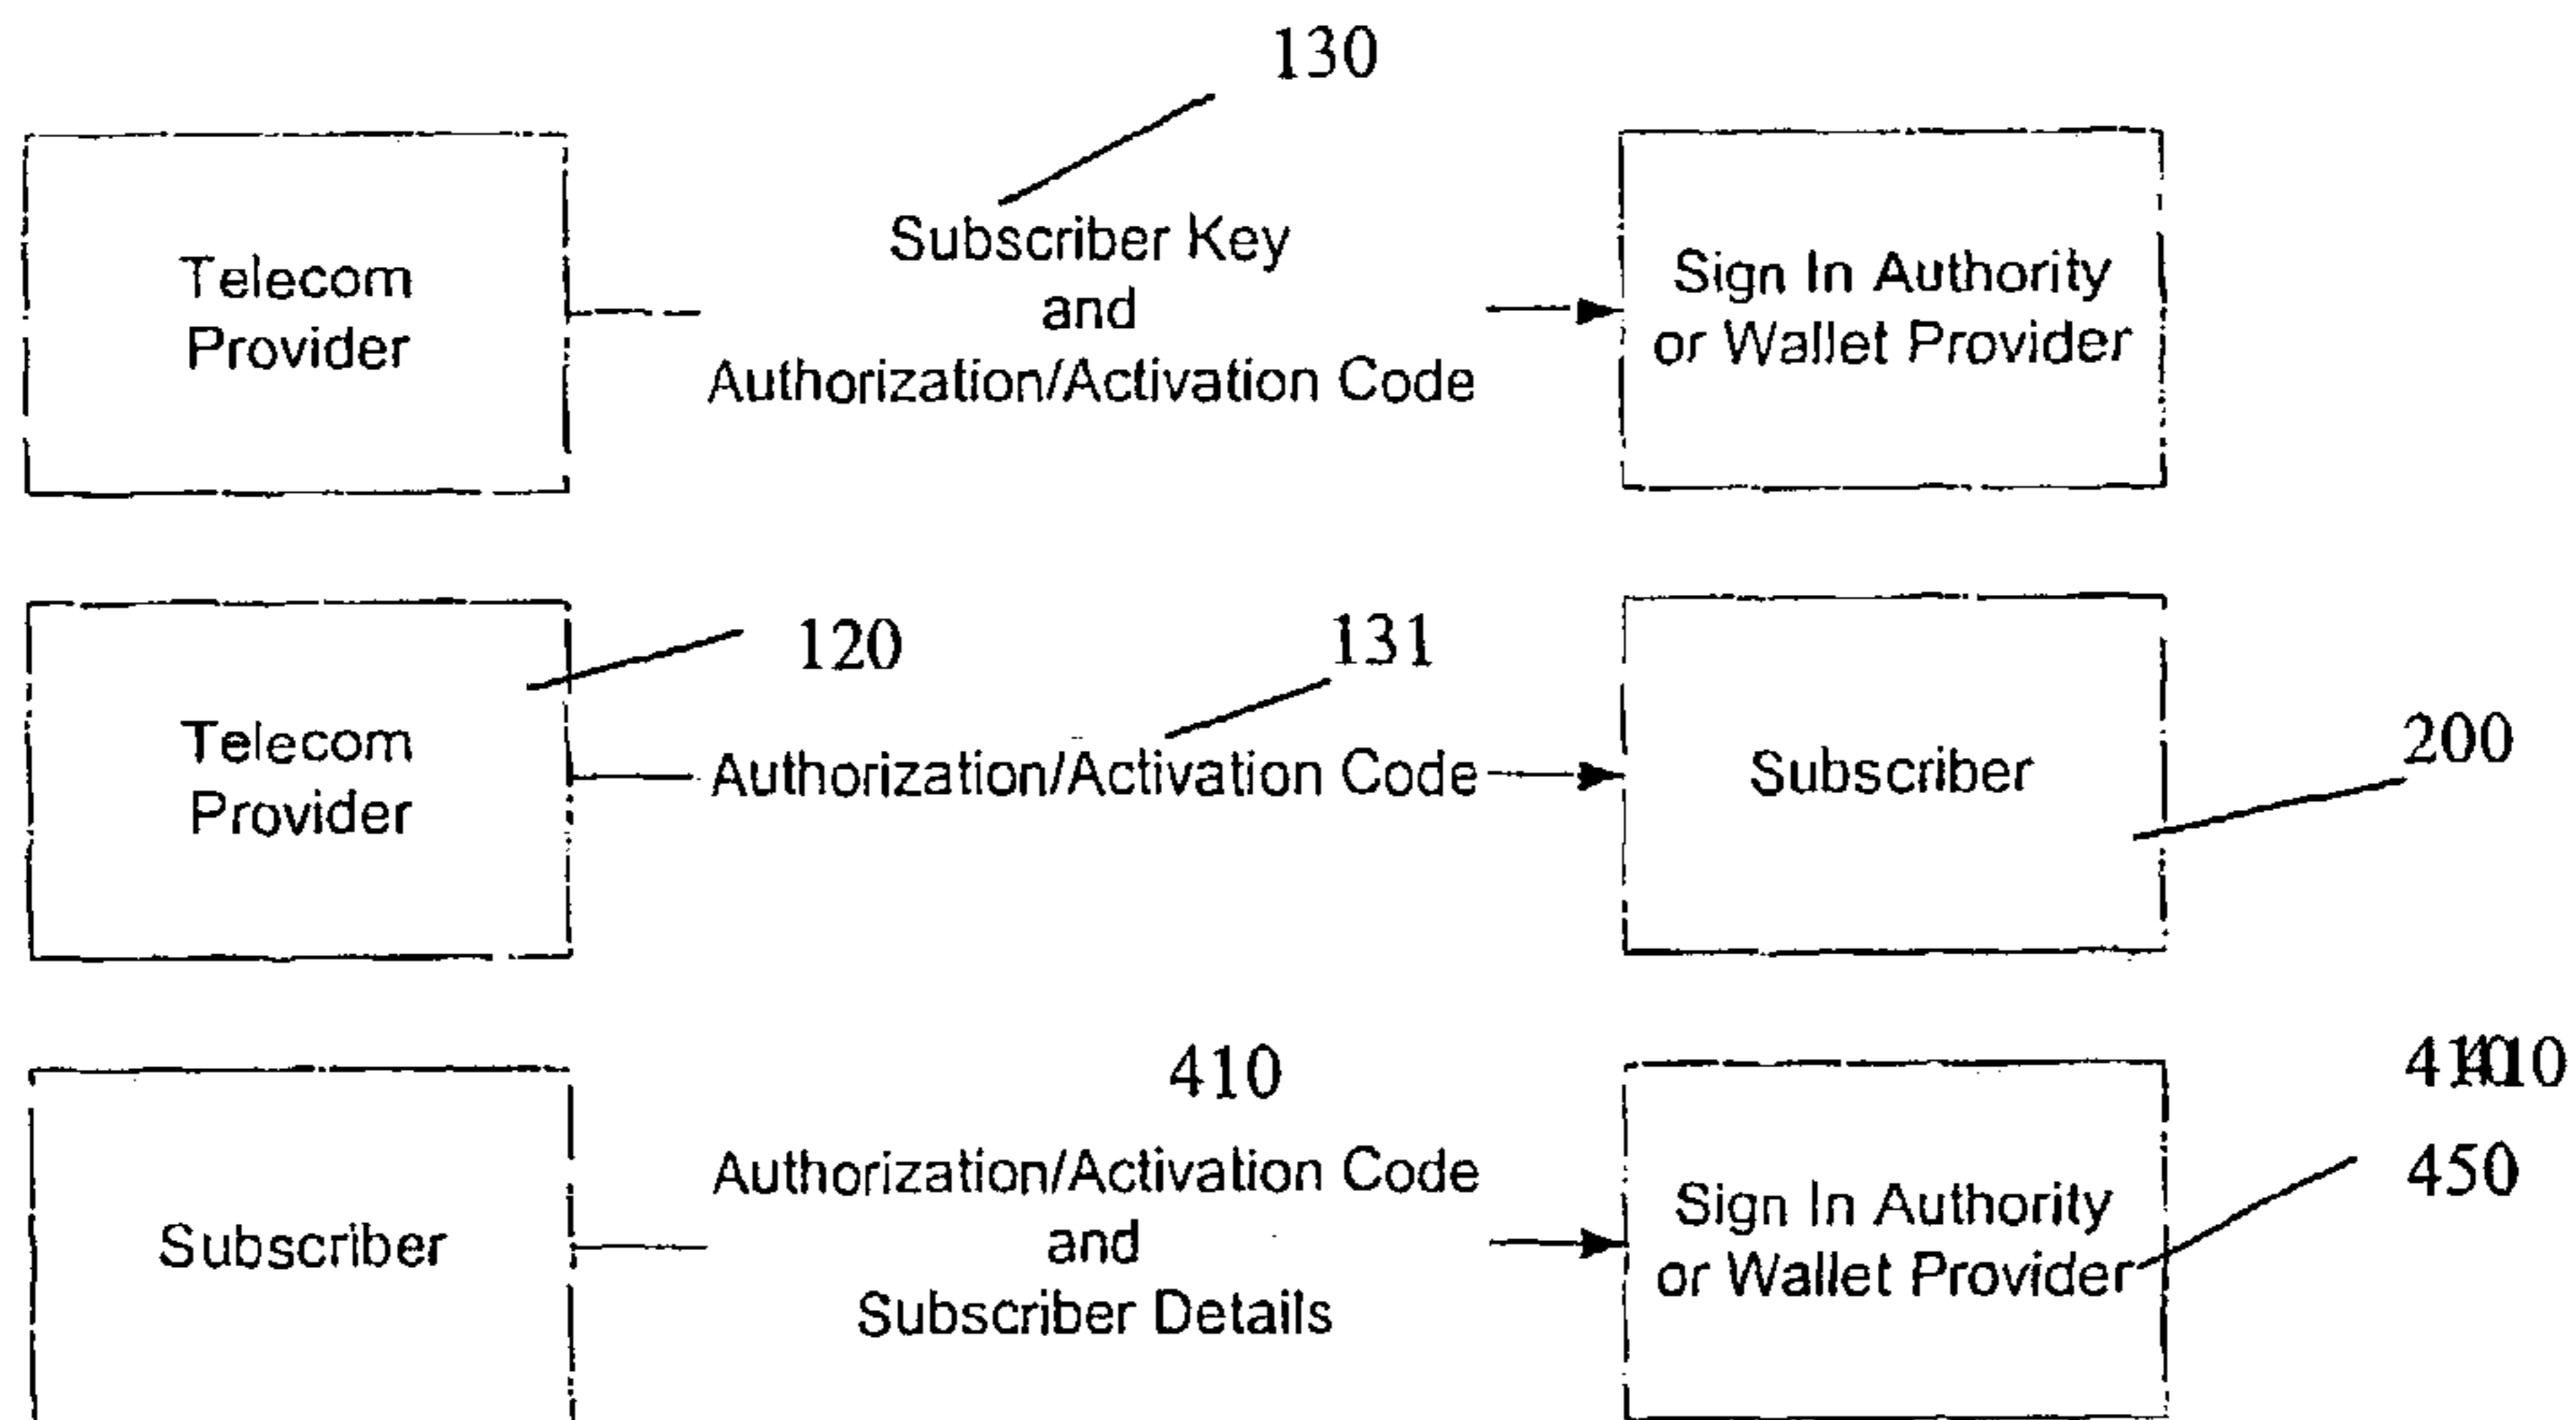 130
Telecom
Provider
Subscriber Key
and
Authorization/Activation Code
Sign In Authority
or Wallet Provider
Telecom
Provider
120
131
Authorization/Activation Code
Subscriber
200
Subscriber
410
Authorization/Activation Code
and
Subscriber Details
Sign In Authority
or Wallet Provider
410
450